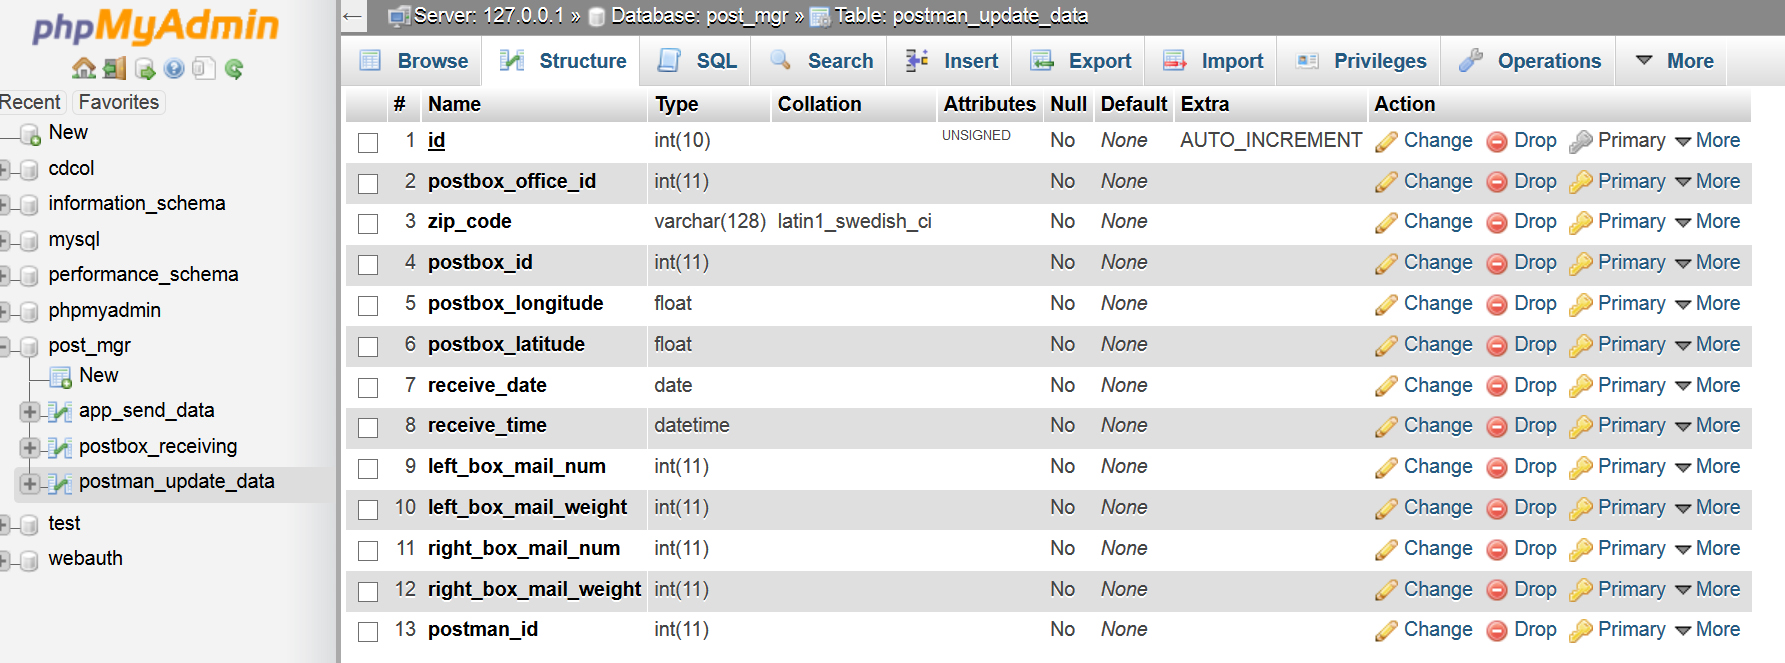 phpMyAdmin
Recent Favorites
New
cdcol
information_schema
mysql
performance_schema
phpmyadmin
post_mgr
New
app_send_data
postbox_receiving
postman_update_data
test
webauth
← Server: 127.0.0.1 » Database: post_mgr » Table: postman_update_data
Browse Structure SQL Search Insert Export Import Privileges Operations More
# Name Type Collation Attributes Null Default Extra Action
1 id int(10) UNSIGNED No None AUTO_INCREMENT Change Drop Primary More
2 postbox_office_id int(11) No None Change Drop Primary More
3 zip_code varchar(128) latin1_swedish_ci No None Change Drop Primary More
4 postbox_id int(11) No None Change Drop Primary More
5 postbox_longitude float No None Change Drop Primary More
6 postbox_latitude float No None Change Drop Primary More
7 receive_date date No None Change Drop Primary More
8 receive_time datetime No None Change Drop Primary More
9 left_box_mail_num int(11) No None Change Drop Primary More
10 left_box_mail_weight int(11) No None Change Drop Primary More
11 right_box_mail_num int(11) No None Change Drop Primary More
12 right_box_mail_weight int(11) No None Change Drop Primary More
13 postman_id int(11) No None Change Drop Primary More